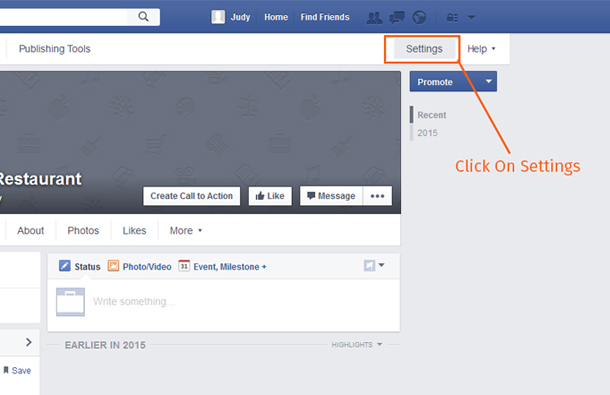 Judy Home Find Friends
Publishing Tools Settings Help
Promote
Recent
2015
Click On Settings
Restaurant
Create Call to Action Like Message
About Photos Likes More
Status Photo/Video 31 Event, Milestone +
Write something...
EARLIER IN 2015 HIGHLIGHTS
Save